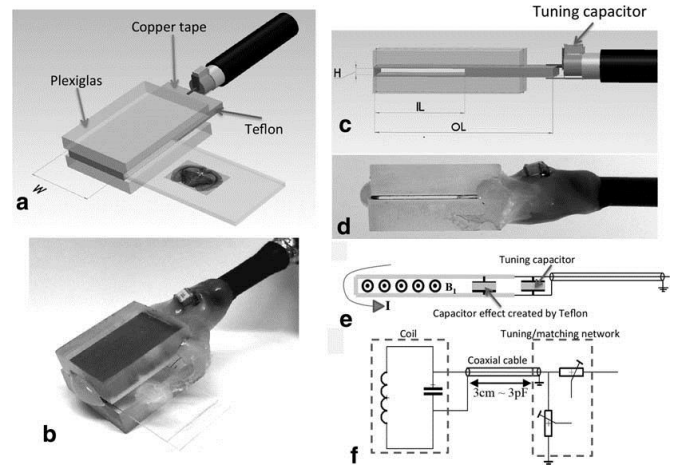 Copper tape
Plexiglas
Teflon
W
a
b
Tuning capacitor
H
IL
OL
c
d
Tuning capacitor
B1
I
Capacitor effect created by Teflon
e
Coil
Tuning/matching network
Coaxial cable
3cm ~ 3pF
f